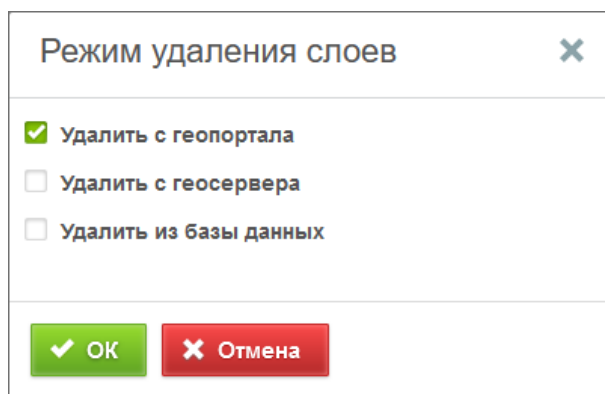 Режим удаления слоев
Удалить с геопортала
Удалить с геосервера
Удалить из базы данных
ОК
Отмена